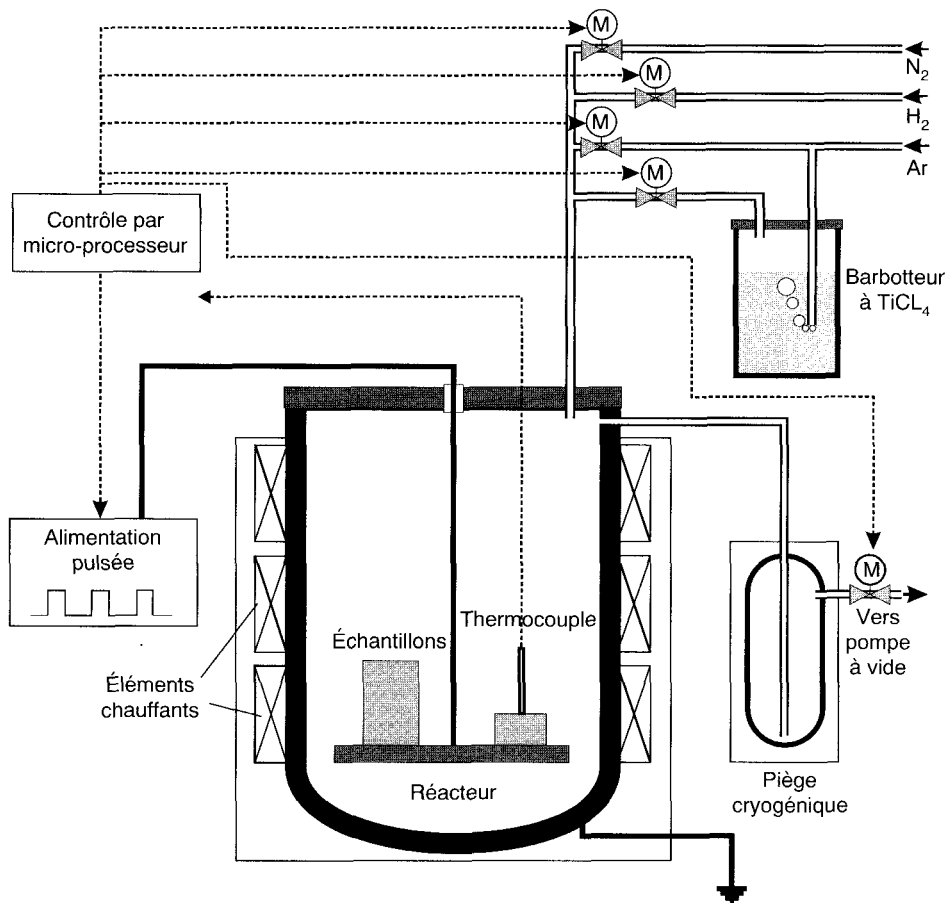 M
N2
M
H2
M
Ar
M
Contrôle par
micro-processeur
Barbotteur
à TiCL4
Alimentation
pulsée
M
Vers
pompe
à vide
Thermocouple
Échantillons
Éléments
chauffants
Réacteur
Piège
cryogénique